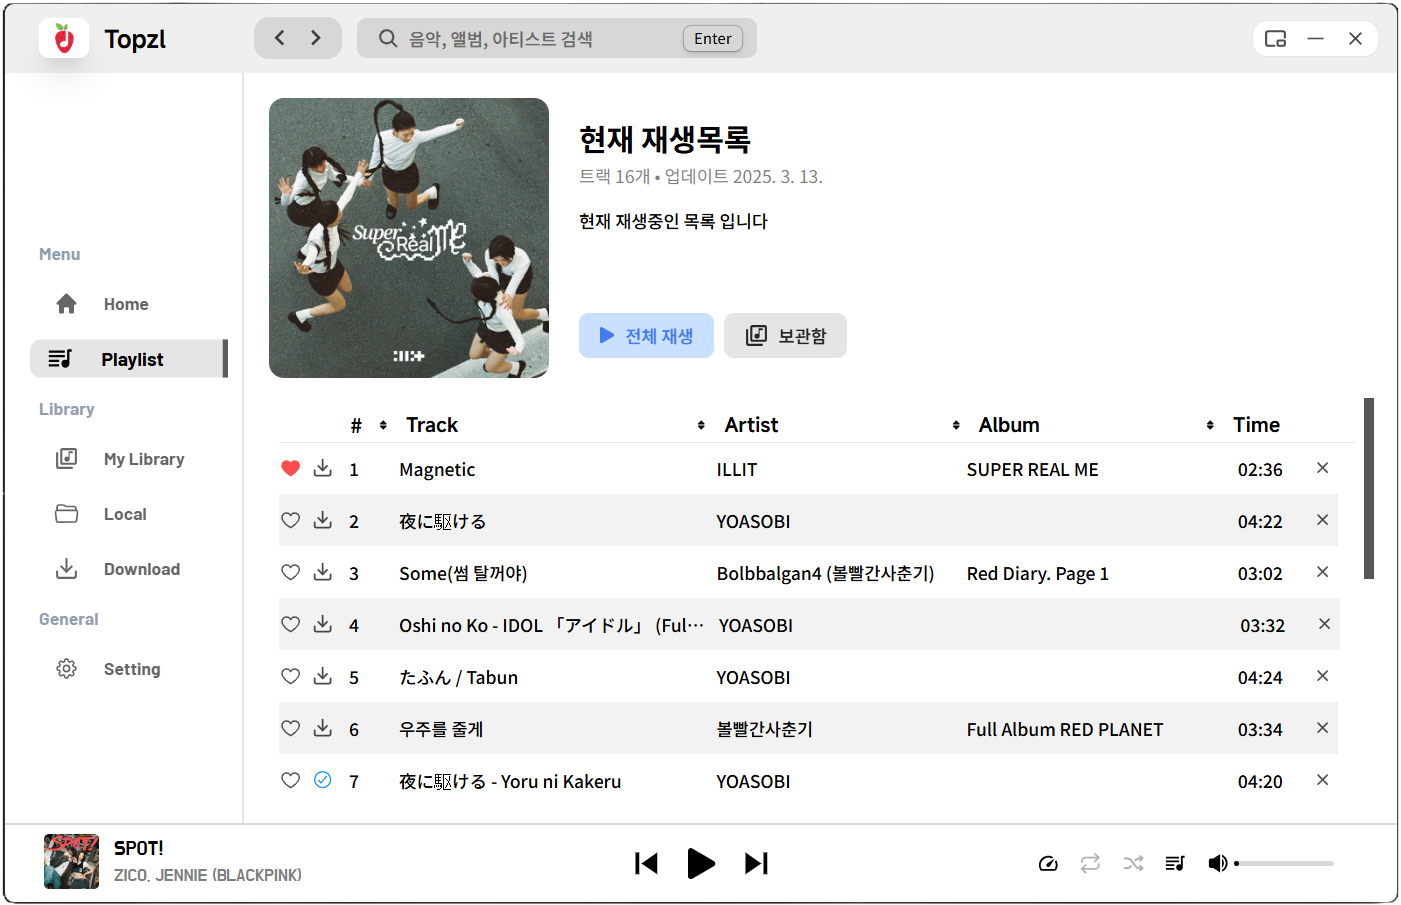 Topzl
음악, 앨범, 아티스트 검색
Enter
Menu
Home
Playlist
Library
My Library
Local
Download
General
Setting
Super Real Me
현재 재생목록
트랙 16개 • 업데이트 2025. 3. 13.
현재 재생중인 목록 입니다
전체 재생
보관함
# Track Artist Album Time
1 Magnetic ILLIT SUPER REAL ME 02:36
2 夜に駆ける YOASOBI 04:22
3 Some(썸 탈꺼야) Bolbbalgan4 (볼빨간사춘기) Red Diary. Page 1 03:02
4 Oshi no Ko - IDOL 「アイドル」 (Ful… YOASOBI 03:32
5 たぶん / Tabun YOASOBI 04:24
6 우주를 줄게 볼빨간사춘기 Full Album RED PLANET 03:34
7 夜に駆ける - Yoru ni Kakeru YOASOBI 04:20
SPOT!
SPOT!
ZICO, JENNIE (BLACKPINK)